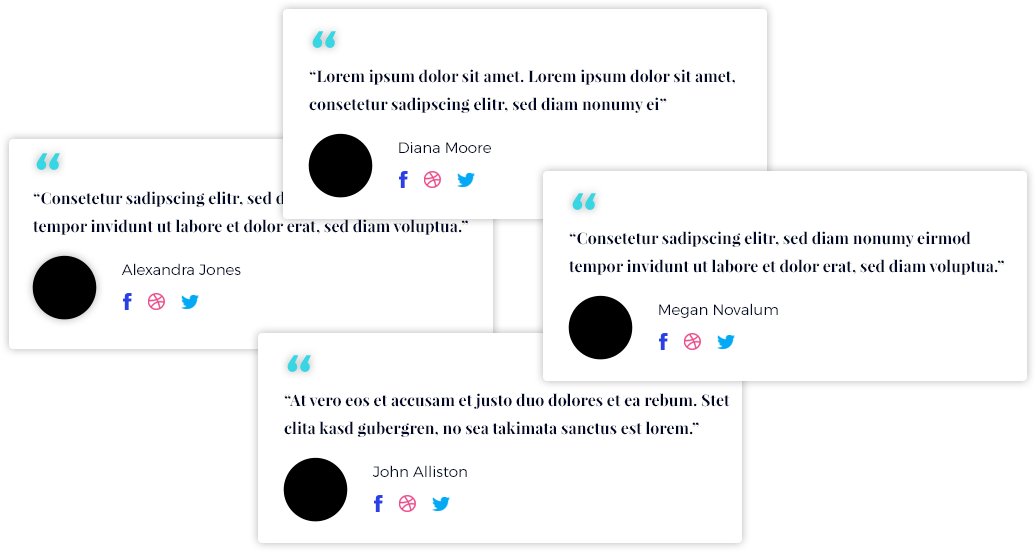 “Lorem ipsum dolor sit amet. Lorem ipsum dolor sit amet,
consetetur sadipscing elitr, sed diam nonumy ei”
Diana Moore
“Consetetur sadipscing elitr, sed d
tempor invidunt ut labore et dolor erat, sed diam voluptua.”
Alexandra Jones
“Consetetur sadipscing elitr, sed diam nonumy eirmod
tempor invidunt ut labore et dolor erat, sed diam voluptua.”
Megan Novalum
“At vero eos et accusam et justo duo dolores et ea rebum. Stet
clita kasd gubergren, no sea takimata sanctus est lorem.”
John Alliston